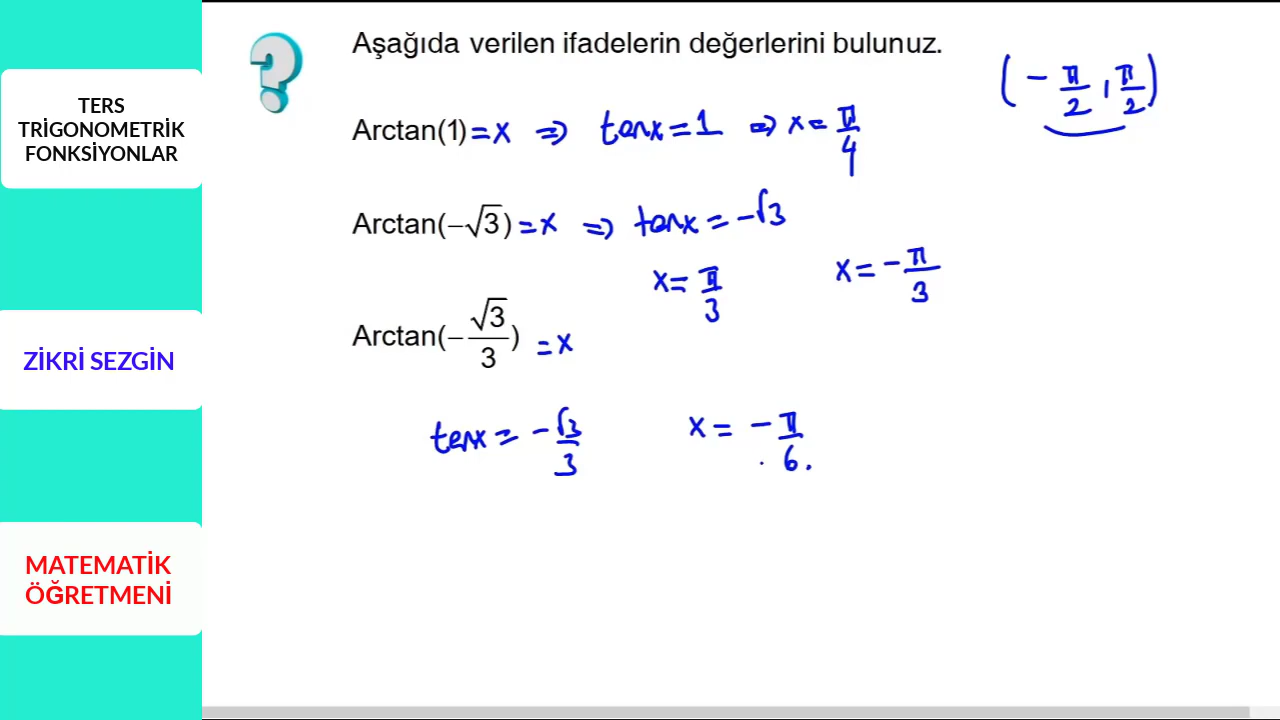 TERS
TRİGONOMETRİK
FONKSİYONLAR
ZİKRİ SEZGİN
MATEMATİK
ÖĞRETMENİ
?
Aşağıda verilen ifadelerin değerlerini bulunuz.
(-π/2, π/2)
Arctan(1) = x ⇒ tanx = 1 ⇒ x = π/4
Arctan(-√3) = x ⇒ tanx = -√3
x = π/3 x = -π/3
Arctan(-√3/3) = x
tanx = -√3/3 x = -π/6.